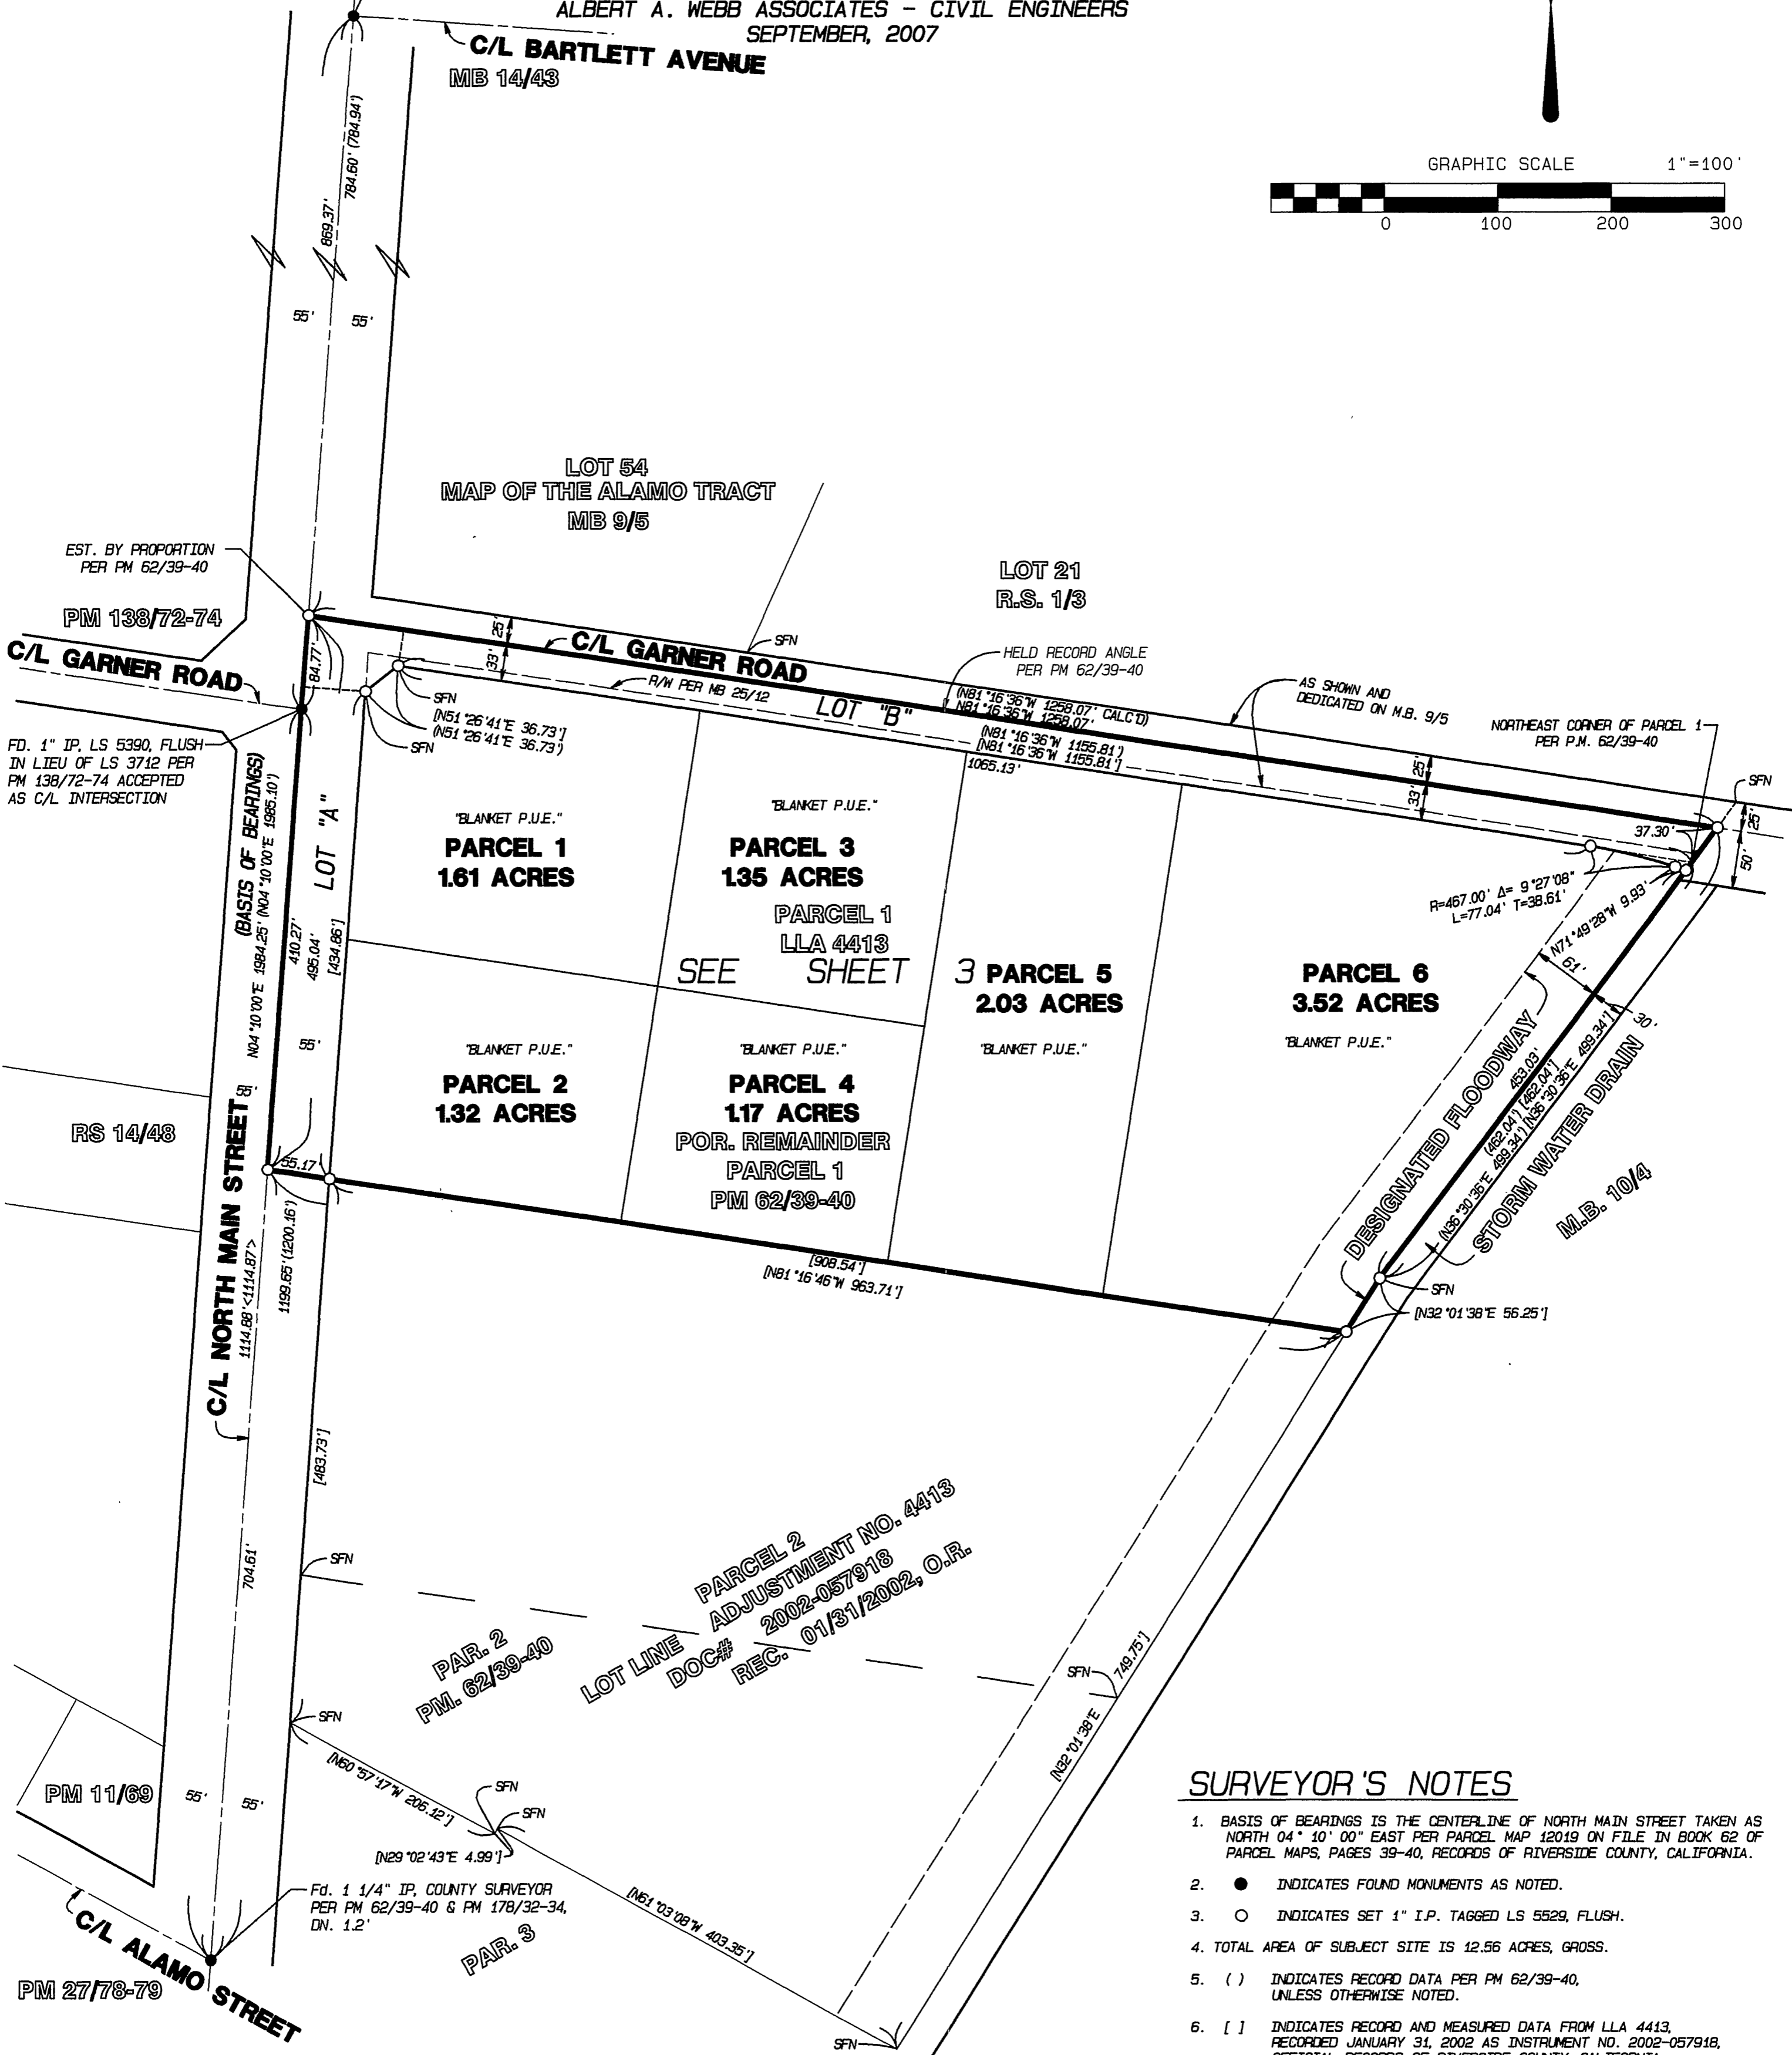 ALBERT A. WEBB ASSOCIATES - CIVIL ENGINEERS
SEPTEMBER, 2007
C/L BARTLETT AVENUE
MB 14/43
784.60' (784.94')
869.37'
GRAPHIC SCALE 1"=100'
0 100 200 300
55' 55'
LOT 54
MAP OF THE ALAMO TRACT
MB 9/5
EST. BY PROPORTION
PER PM 62/39-40
PM 138/72-74
C/L GARNER ROAD
84.77'
FD. 1" IP, LS 5390, FLUSH
IN LIEU OF LS 3712 PER
PM 138/72-74 ACCEPTED
AS C/L INTERSECTION
LOT 21
R.S. 1/3
25'
33'
C/L GARNER ROAD
SFN
R/W PER MB 25/12
LOT "B"
HELD RECORD ANGLE
PER PM 62/39-40
(N81°16'36"W 1258.07' CALC'D)
N81°16'36"W 1258.07'
(N81°16'36"W 1155.81')
[N81°16'36"W 1155.81']
1065.13'
AS SHOWN AND
DEDICATED ON M.B. 9/5
NORTHEAST CORNER OF PARCEL 1
PER P.M. 62/39-40
SFN
[N51°26'41"E 36.73']
(N51°26'41"E 36.73')
SFN
25'
33'
SFN
25'
50'
37.30'
R=467.00' Δ= 9°27'08"
L=77.04' T=38.61'
N71°49'28"W 9.93'
61'
30'
(BASIS OF BEARINGS)
N04°10'00"E 1984.25' (N04°10'00"E 1985.10')
410.27'
495.04'
[434.86']
LOT "A"
55'
55'
"BLANKET P.U.E."
PARCEL 1
1.61 ACRES
"BLANKET P.U.E."
PARCEL 3
1.35 ACRES
PARCEL 1
LLA 4413
SEE SHEET 3
PARCEL 5
2.03 ACRES
"BLANKET P.U.E."
PARCEL 6
3.52 ACRES
"BLANKET P.U.E."
"BLANKET P.U.E."
PARCEL 2
1.32 ACRES
"BLANKET P.U.E."
PARCEL 4
1.17 ACRES
POR. REMAINDER
PARCEL 1
PM 62/39-40
RS 14/48
DESIGNATED FLOODWAY
453.03'
(462.04') [462.04']
(N36°30'36"E 499.34') [N36°30'36"E 499.34']
STORM WATER DRAIN
M.B. 10/4
SFN
[N32°01'38"E 56.25']
55.17
[908.54']
[N81°16'46"W 963.71']
C/L NORTH MAIN STREET
1114.88'<1114.87'>
1199.65'(1200.16')
[483.73']
704.61'
SFN
PARCEL 2
LOT LINE ADJUSTMENT NO. 4413
DOC# 2002-057918
REC. 01/31/2002, O.R.
PAR. 2
PM. 62/39-40
SFN
749.75']
[N32°01'38"E
SFN
[N60°57'17"W 206.12']
SFN
SFN
[N29°02'43"E 4.99']
PM 11/69
55' 55'
Fd. 1 1/4" IP, COUNTY SURVEYOR
PER PM 62/39-40 & PM 178/32-34,
DN. 1.2'
[N61°03'08"W 403.35']
PAR. 3
C/L ALAMO STREET
PM 27/78-79
SFN
SURVEYOR'S NOTES
1. BASIS OF BEARINGS IS THE CENTERLINE OF NORTH MAIN STREET TAKEN AS
NORTH 04° 10' 00" EAST PER PARCEL MAP 12019 ON FILE IN BOOK 62 OF
PARCEL MAPS, PAGES 39-40, RECORDS OF RIVERSIDE COUNTY, CALIFORNIA.
2. ● INDICATES FOUND MONUMENTS AS NOTED.
3. ○ INDICATES SET 1" I.P. TAGGED LS 5529, FLUSH.
4. TOTAL AREA OF SUBJECT SITE IS 12.56 ACRES, GROSS.
5. ( ) INDICATES RECORD DATA PER PM 62/39-40,
UNLESS OTHERWISE NOTED.
6. [ ] INDICATES RECORD AND MEASURED DATA FROM LLA 4413,
RECORDED JANUARY 31, 2002 AS INSTRUMENT NO. 2002-057918,
OFFICIAL RECORDS OF RIVERSIDE COUNTY, CALIFORNIA